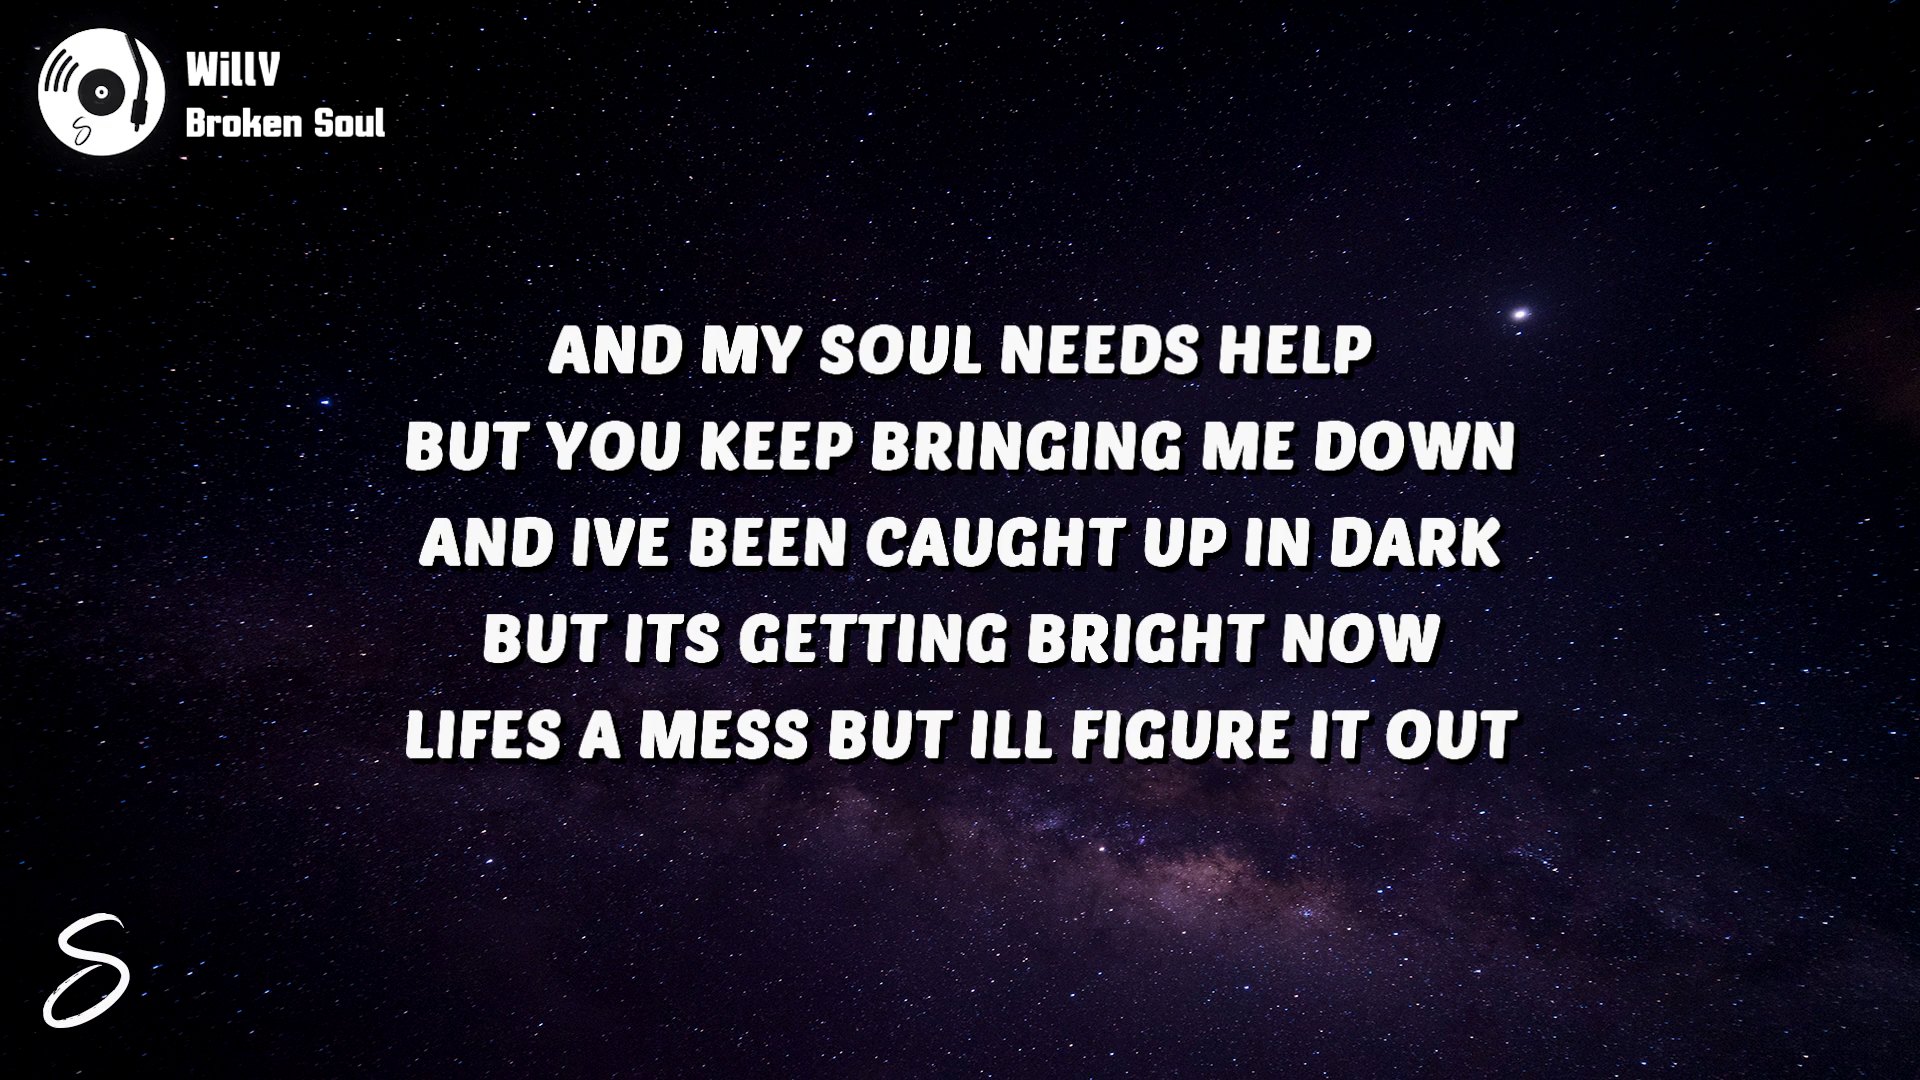 WillV
Broken Soul
AND MY SOUL NEEDS HELP
BUT YOU KEEP BRINGING ME DOWN
AND IVE BEEN CAUGHT UP IN DARK
BUT ITS GETTING BRIGHT NOW
LIFES A MESS BUT ILL FIGURE IT OUT
S